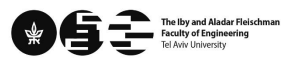 The Iby and Aladar Fleischman
Faculty of Engineering
Tel Aviv University